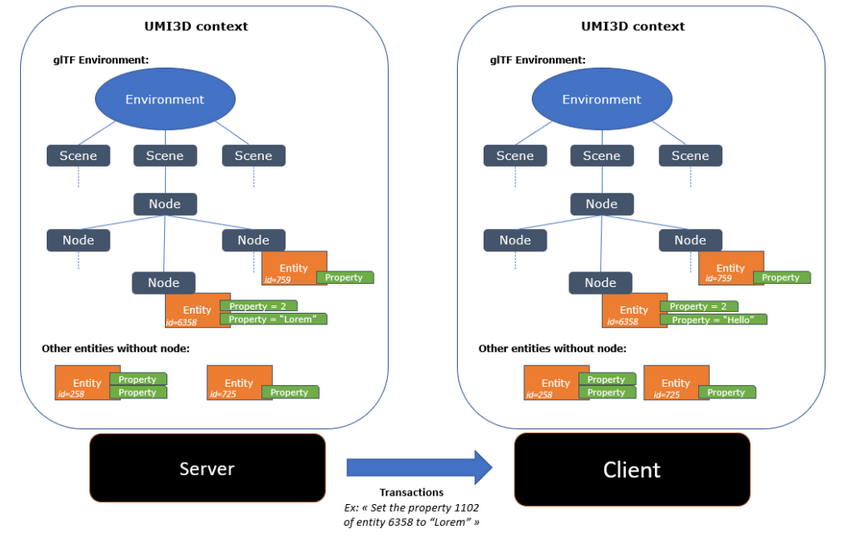 UMI3D context
glTF Environment:
Environment
Scene
Scene
Scene
Node
Node
Node
Entity
id=759
Property
Node
Entity
id=6358
Property = 2
Property = "Lorem"
Other entities without node:
Entity
id=258
Property
Property
Entity
id=725
Property
Server
UMI3D context
glTF Environment:
Environment
Scene
Scene
Scene
Node
Node
Node
Entity
id=759
Property
Node
Entity
id=6358
Property = 2
Property = "Hello"
Other entities without node:
Entity
id=258
Property
Property
Entity
id=725
Property
Client
Transactions
Ex: « Set the property 1102
of entity 6358 to "Lorem" »